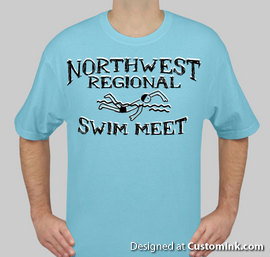 NORTHWEST
REGIONAL
SWIM MEET
Designed at CustomInk.com